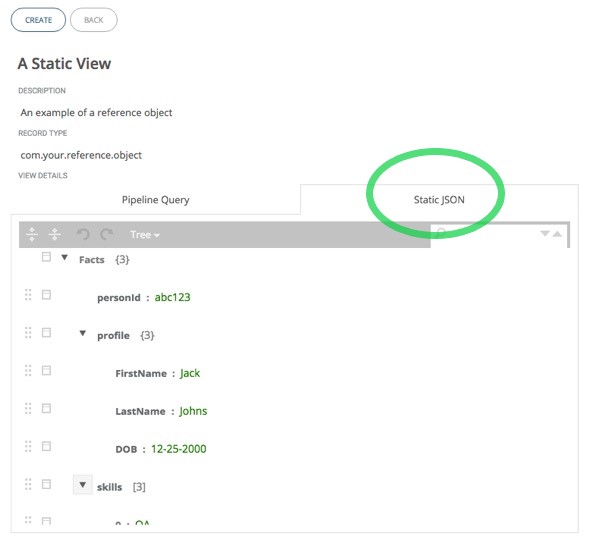 CREATE BACK
A Static View
DESCRIPTION
An example of a reference object
RECORD TYPE
com.your.reference.object
VIEW DETAILS
Pipeline Query Static JSON
Tree
Facts {3}
personId : abc123
profile {3}
FirstName : Jack
LastName : Johns
DOB : 12-25-2000
skills [3]
0 : QA